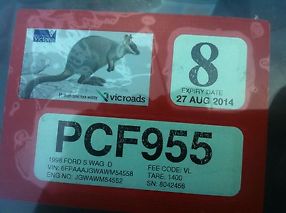 Victoria
vicroads
8
EXPIRY DATE
27 AUG 2014
PCF955
1998 FORD S WAG D
FEE CODE: VL
VIN: 6FPAAAJGWAWM54558
TARE: 1400
ENG NO: JGWAWM54552
SN: 8042456